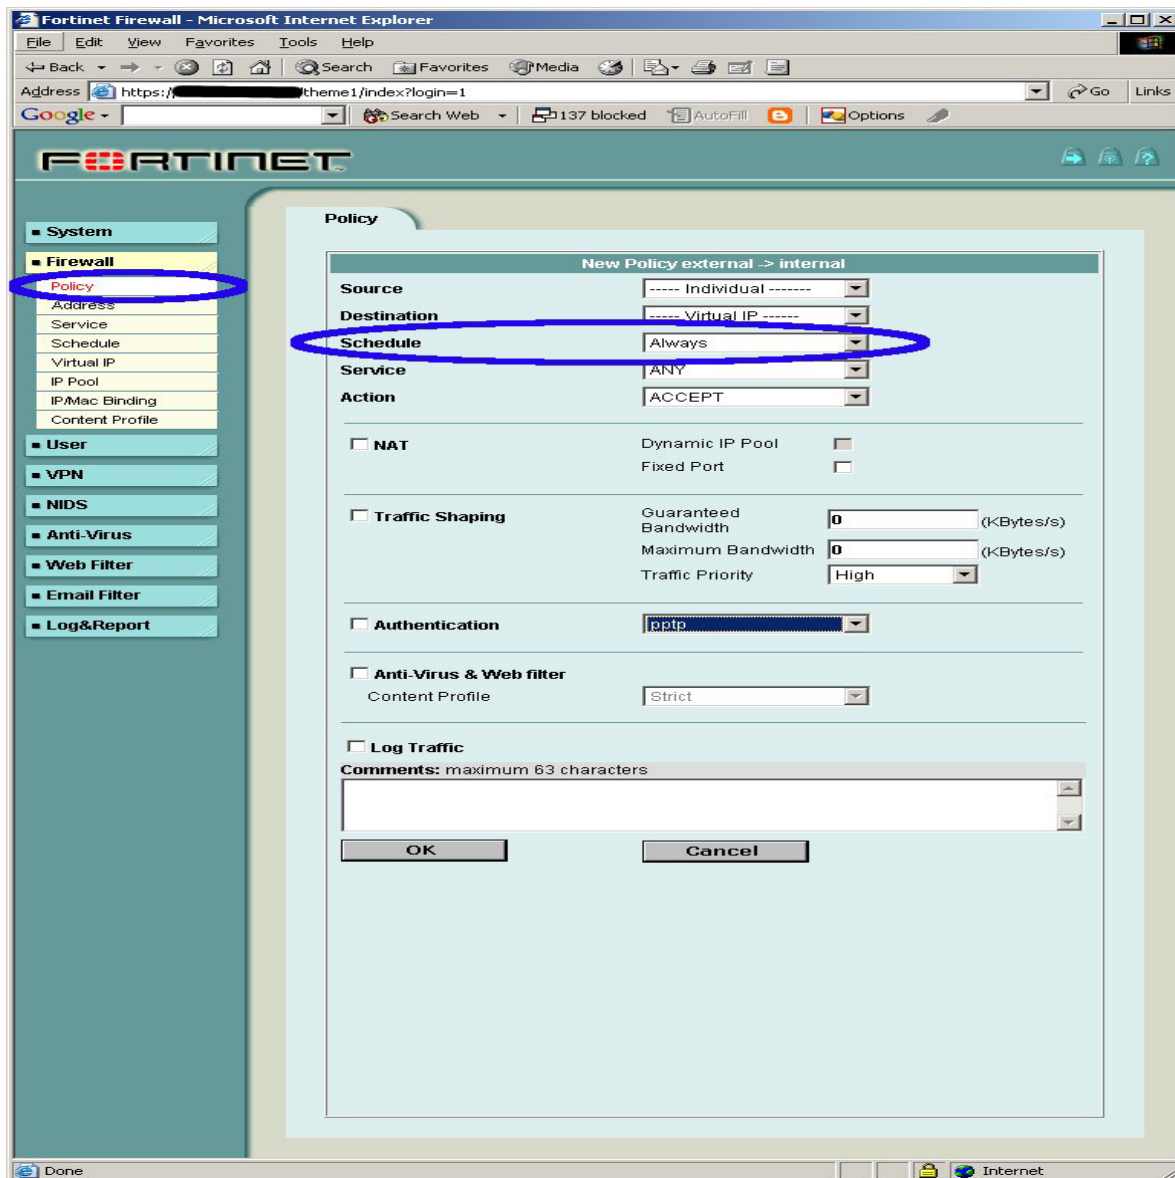 Fortinet Firewall - Microsoft Internet Explorer
File Edit View Favorites Tools Help
Back Search Favorites Media
Address https:/ theme1/index?login=1 Go Links
Google Search Web 137 blocked AutoFill Options
FORTINET
Policy
System
Firewall
Policy
Address
Service
Schedule
Virtual IP
IP Pool
IP/Mac Binding
Content Profile
User
VPN
NIDS
Anti-Virus
Web Filter
Email Filter
Log&Report
New Policy external -> internal
Source ----- Individual -------
Destination ----- Virtual IP ------
Schedule Always
Service ANY
Action ACCEPT
NAT Dynamic IP Pool
Fixed Port
Traffic Shaping Guaranteed Bandwidth 0 (KBytes/s)
Maximum Bandwidth 0 (KBytes/s)
Traffic Priority High
Authentication pptp
Anti-Virus & Web filter
Content Profile Strict
Log Traffic
Comments: maximum 63 characters
OK Cancel
Done Internet